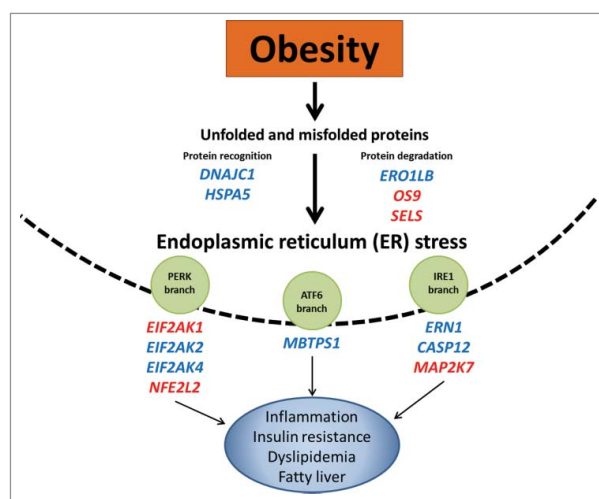 Obesity
Unfolded and misfolded proteins
Protein recognition
DNAJC1
HSPA5
Protein degradation
ERO1LB
OS9
SELS
Endoplasmic reticulum (ER) stress
PERK
branch
EIF2AK1
EIF2AK2
EIF2AK4
NFE2L2
ATF6
branch
MBTPS1
IRE1
branch
ERN1
CASP12
MAP2K7
Inflammation
Insulin resistance
Dyslipidemia
Fatty liver